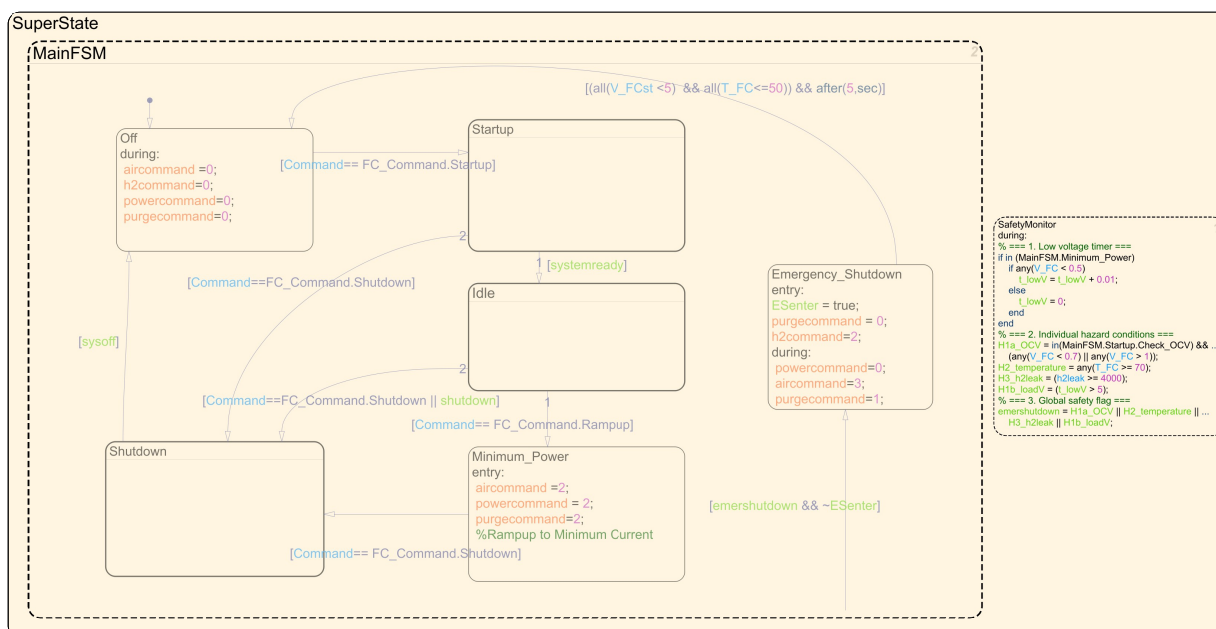 SuperState
MainFSM
2
[(all(V_FCst <5)  && all(T_FC<=50)) && after(5,sec)]
Off
during:
aircommand =0;
h2command=0;
powercommand=0;
purgecommand=0;
[Command== FC_Command.Startup]
Startup
2
1
[systemready]
[Command==FC_Command.Shutdown]
Idle
[sysoff]
2
[Command==FC_Command.Shutdown || shutdown]
1
[Command== FC_Command.Rampup]
Emergency_Shutdown
entry:
ESenter = true;
purgecommand = 0;
h2command=2;
during:
powercommand=0;
aircommand=3;
purgecommand=1;
Shutdown
Minimum_Power
entry:
aircommand =2;
powercommand = 2;
purgecommand=2;
%Rampup to Minimum Current
[Command== FC_Command.Shutdown]
[emershutdown && ~ESenter]
SafetyMonitor
during:
% === 1. Low voltage timer ===
if in (MainFSM.Minimum_Power)
if any(V_FC < 0.5)
t_lowV = t_lowV + 0.01;
else
t_lowV = 0;
end
end
% === 2. Individual hazard conditions ===
H1a_OCV = in(MainFSM.Startup.Check_OCV) && ...
(any(V_FC < 0.7) || any(V_FC > 1));
H2_temperature = any(T_FC >= 70);
H3_h2leak = (h2leak >= 4000);
H1b_loadV = (t_lowV > 5);
% === 3. Global safety flag ===
emershutdown = H1a_OCV || H2_temperature || ...
H3_h2leak || H1b_loadV;